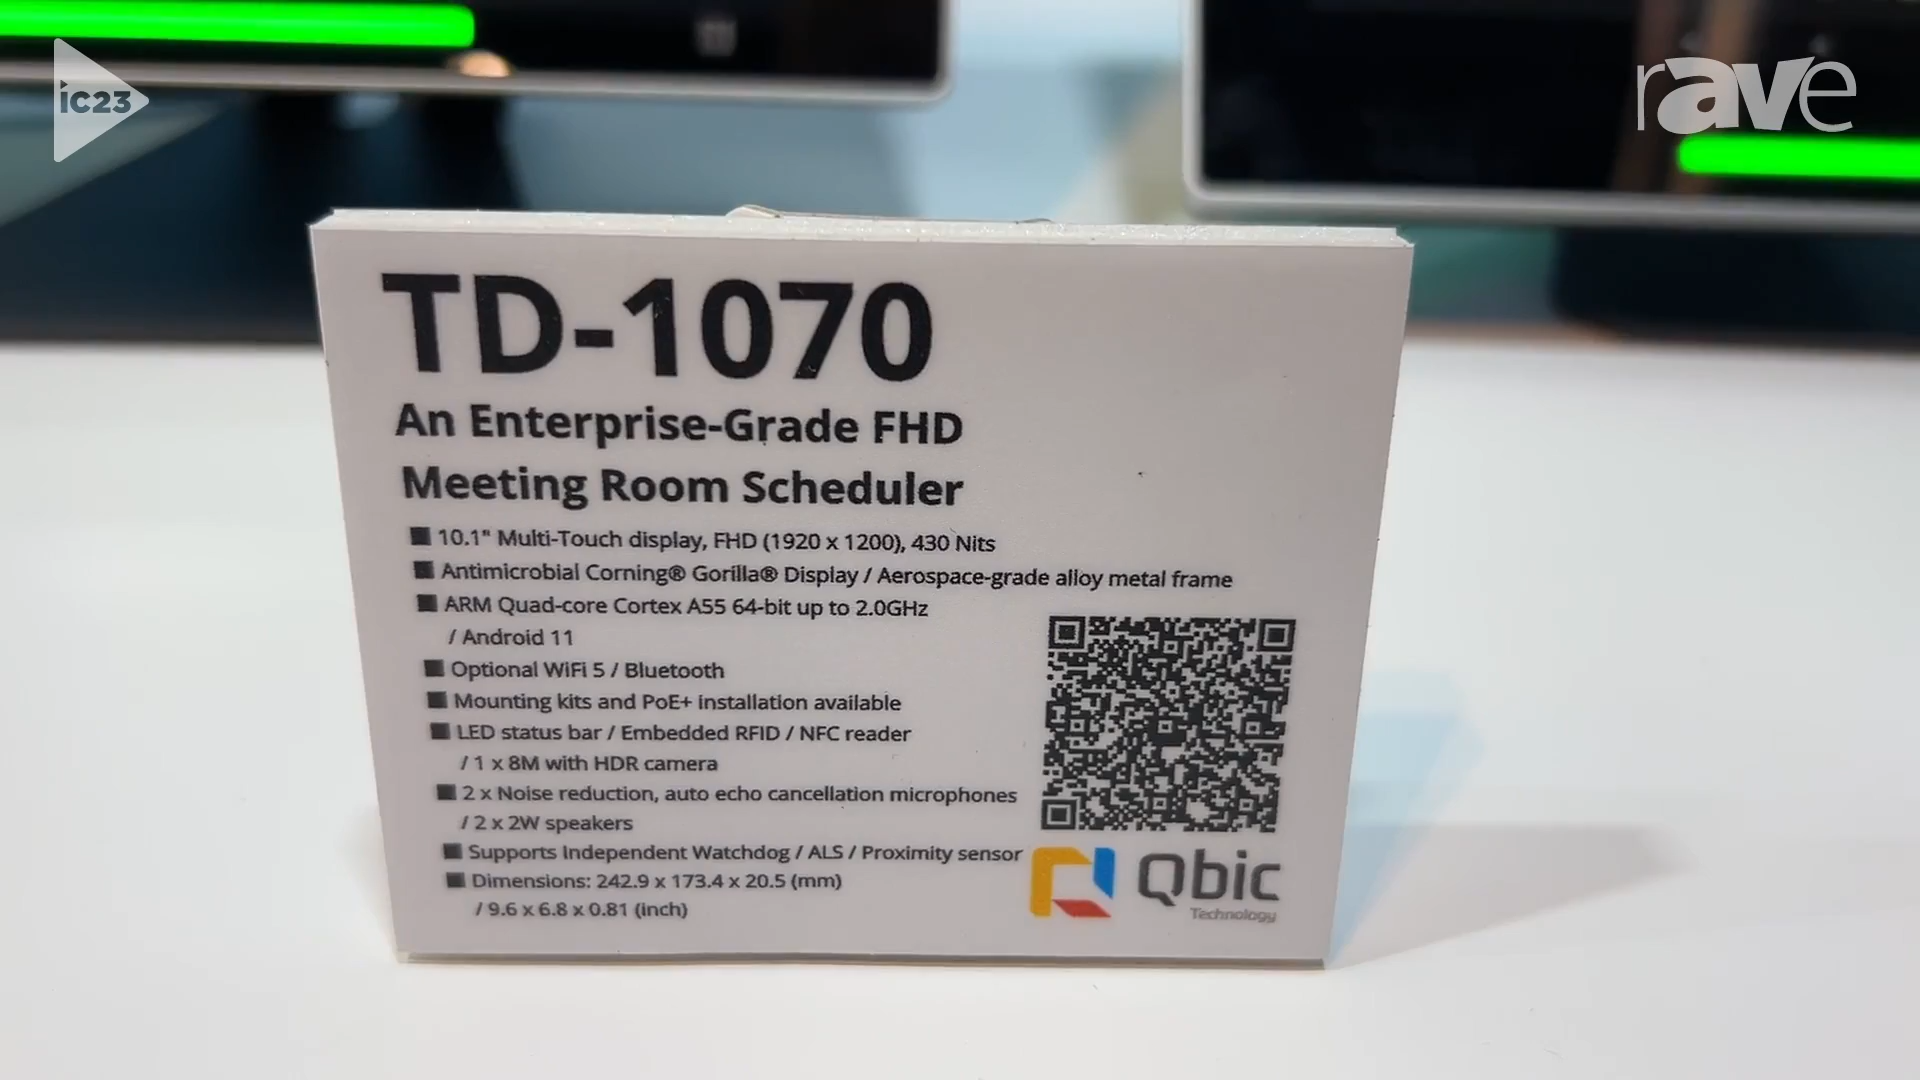 iC23
rave
TD-1070
An Enterprise-Grade FHD
Meeting Room Scheduler
■ 10.1" Multi-Touch display, FHD (1920 x 1200), 430 Nits
■ Antimicrobial Corning® Gorilla® Display / Aerospace-grade alloy metal frame
■ ARM Quad-core Cortex A55 64-bit up to 2.0GHz
/ Android 11
■ Optional WiFi 5 / Bluetooth
■ Mounting kits and PoE+ installation available
■ LED status bar / Embedded RFID / NFC reader
/ 1 x 8M with HDR camera
■ 2 x Noise reduction, auto echo cancellation microphones
/ 2 x 2W speakers
■ Supports Independent Watchdog / ALS / Proximity sensor
■ Dimensions: 242.9 x 173.4 x 20.5 (mm)
/ 9.6 x 6.8 x 0.81 (inch)
Qbic
Technology